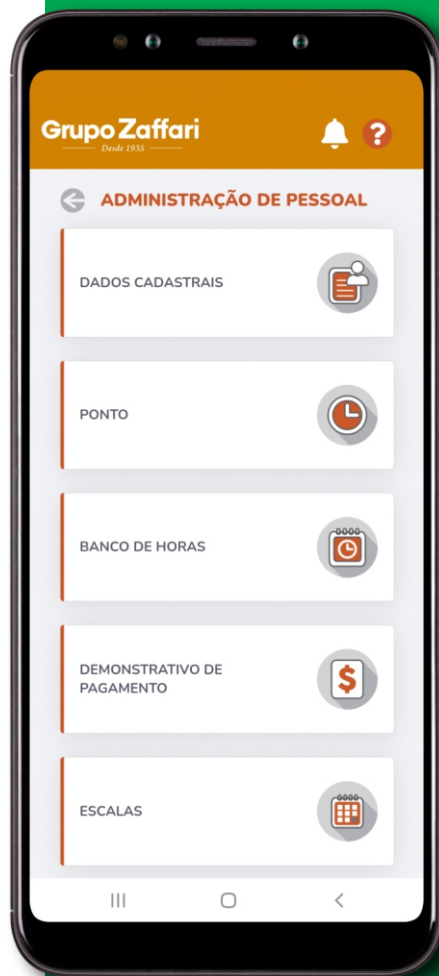 Grupo Zaffari
Desde 1935
?
ADMINISTRAÇÃO DE PESSOAL
DADOS CADASTRAIS
PONTO
BANCO DE HORAS
DEMONSTRATIVO DE
PAGAMENTO
$
ESCALAS